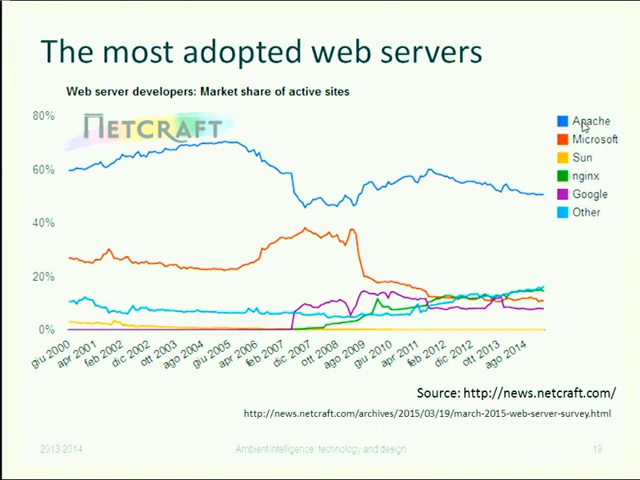 The most adopted web servers
Web server developers: Market share of active sites
NETCRAFT
80%
60%
40%
20%
0%
Apache
Microsoft
Sun
nginx
Google
Other
giu 2000
apr 2001
feb 2002
dic 2002
ott 2003
ago 2004
giu 2005
apr 2006
feb 2007
dic 2007
ott 2008
ago 2009
giu 2010
apr 2011
feb 2012
dic 2012
ott 2013
ago 2014
Source: http://news.netcraft.com/
http://news.netcraft.com/archives/2015/03/19/march-2015-web-server-survey.html
2013/2014
Ambient intelligence: technology and design
19